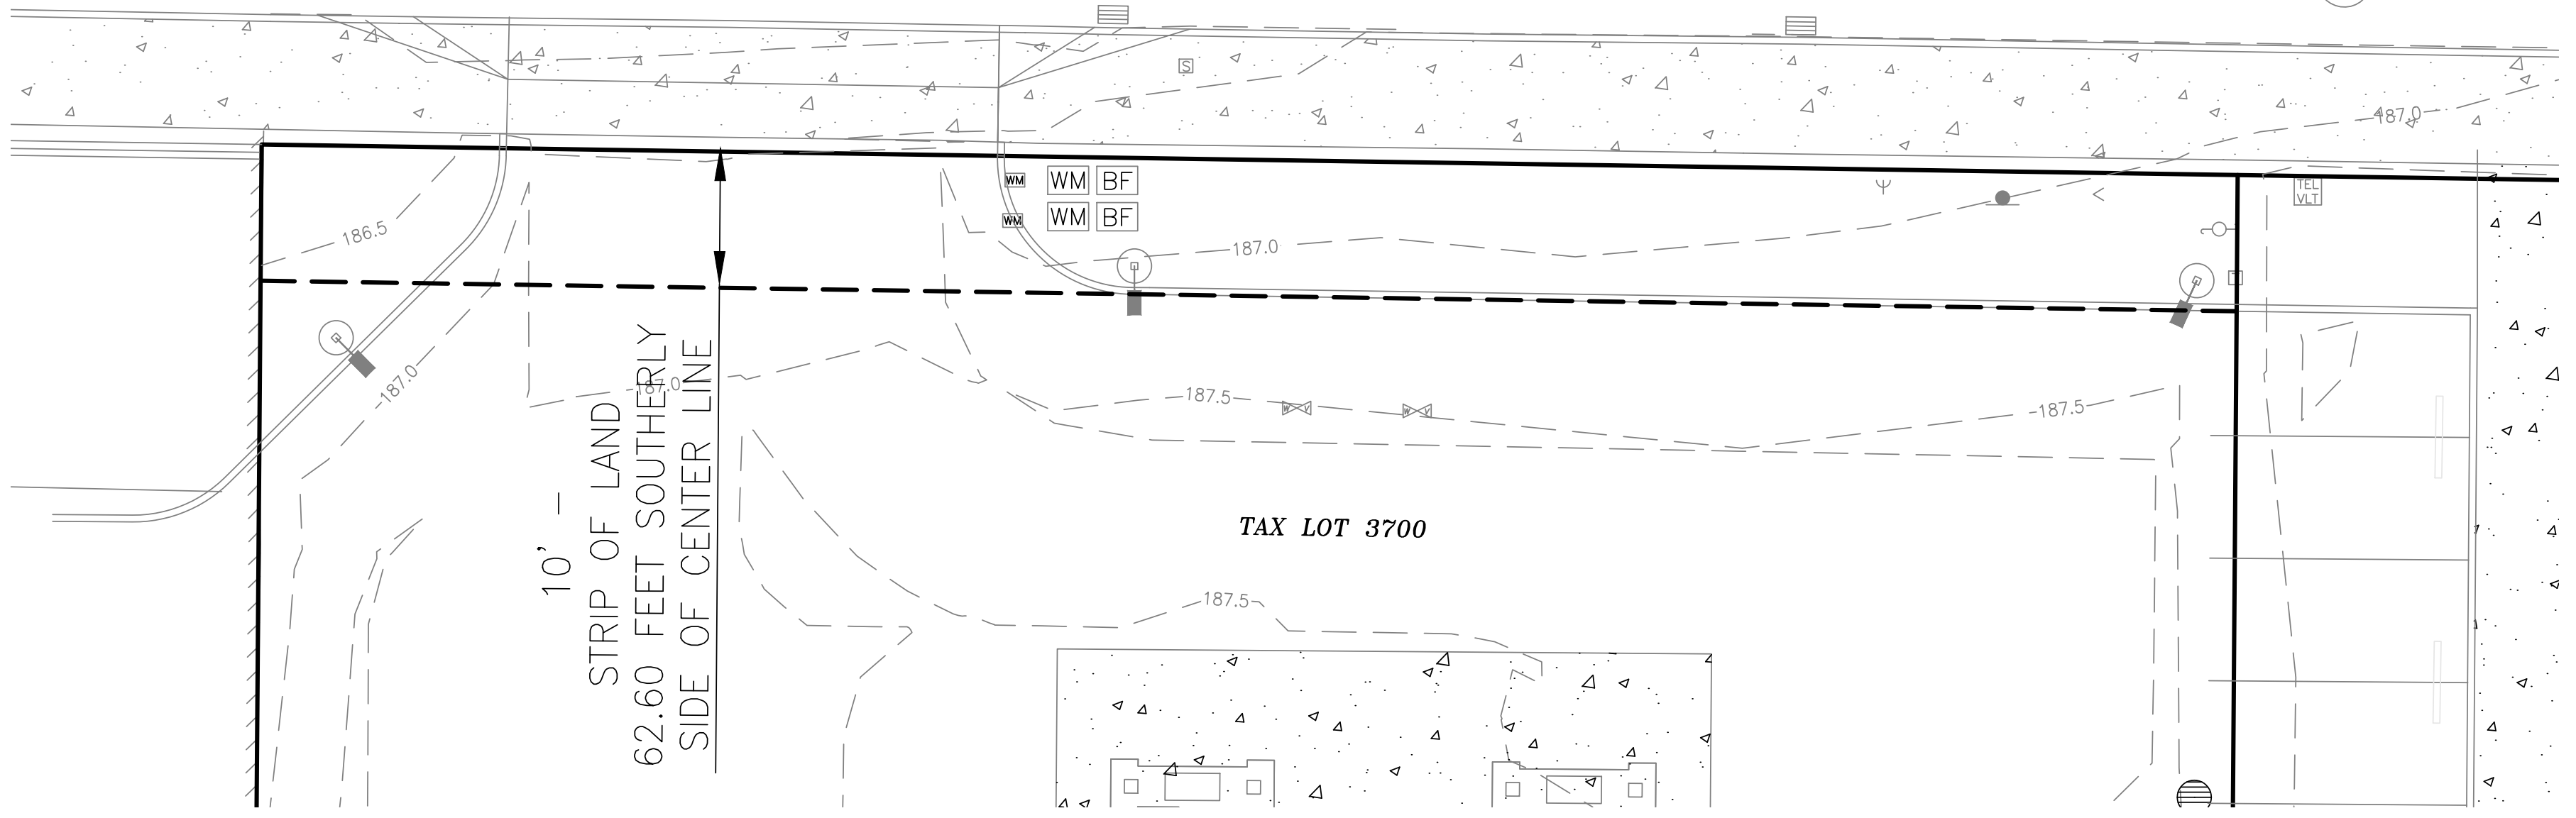 S
187.0
WM
WM BF
WM
WM BF
TEL
VLT
186.5
187.0
187.0
187.0
187.5
W V
W V
187.5
10' -
STRIP OF LAND
62.60 FEET SOUTHERLY
SIDE OF CENTER LINE
TAX LOT 3700
187.5